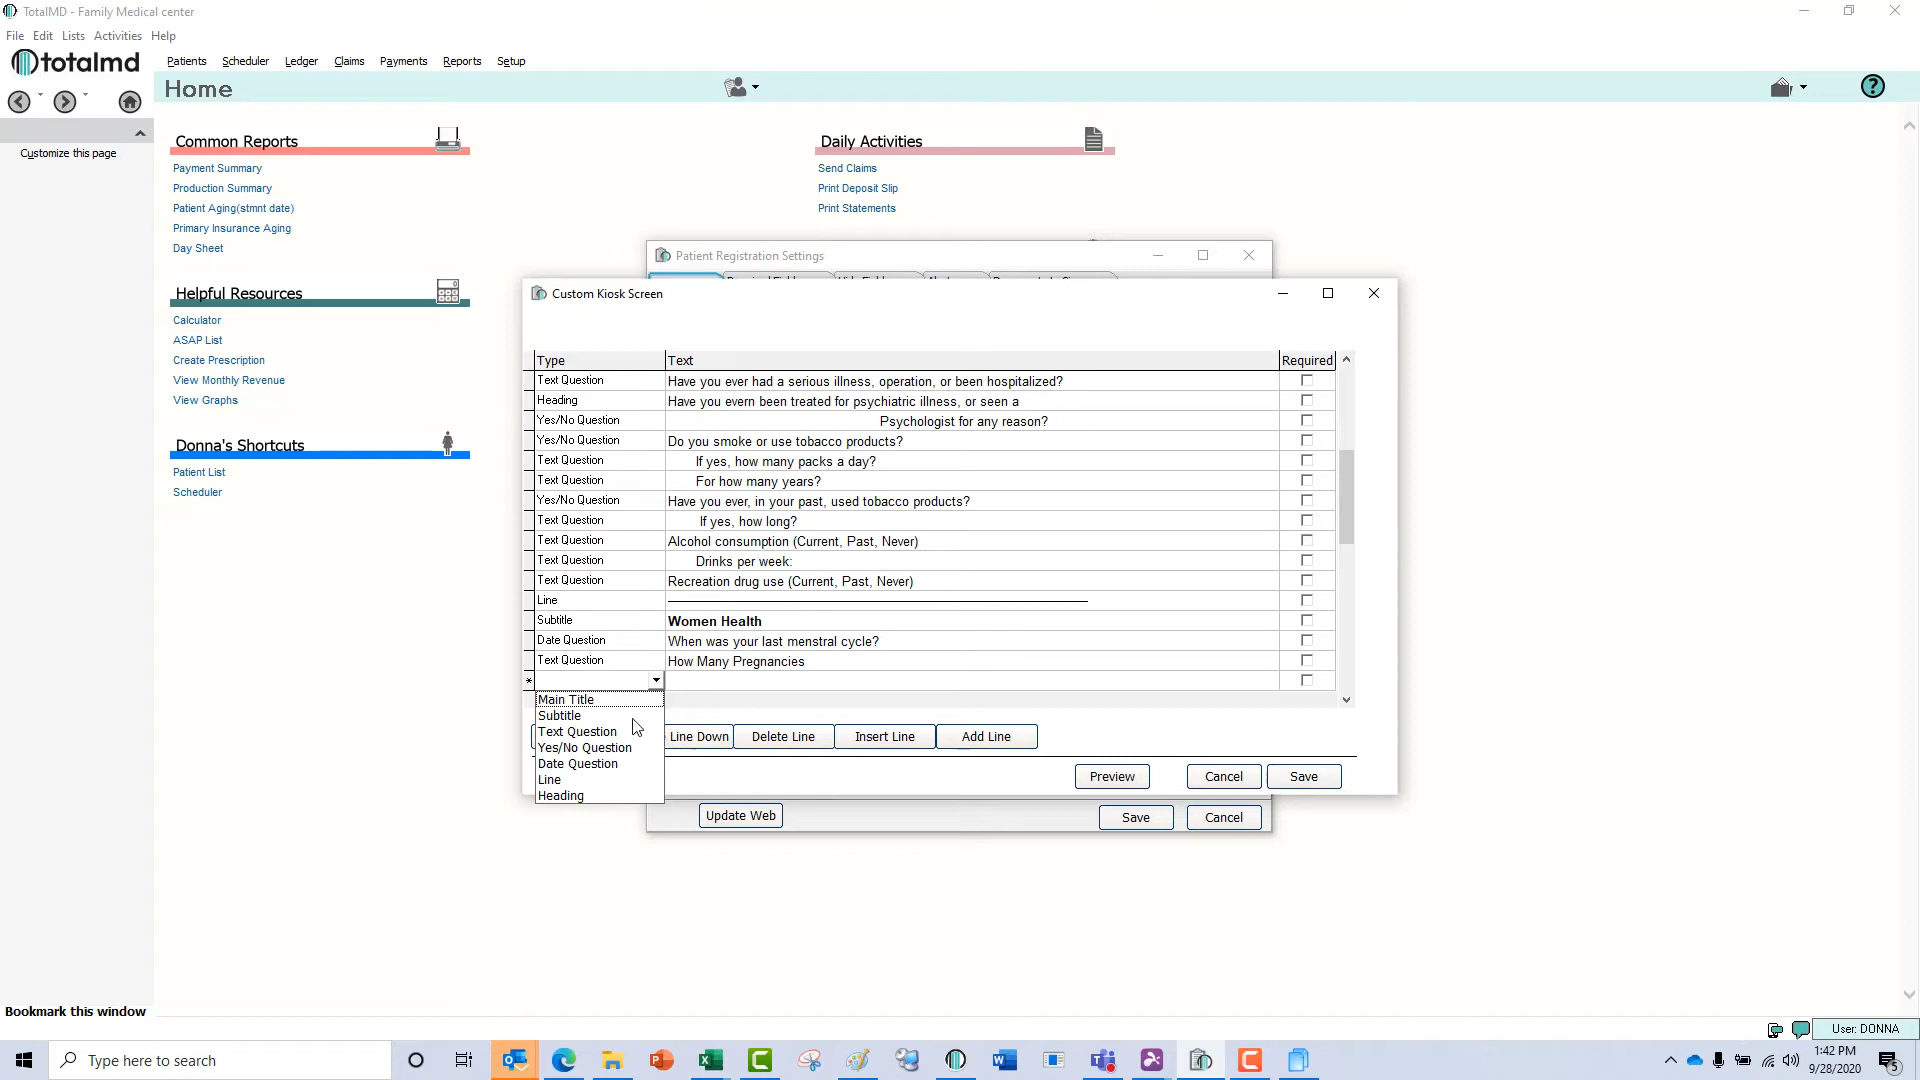 TotalMD - Family Medical center
File Edit Lists Activities Help
totalmd
Patients Scheduler Ledger Claims Payments Reports Setup
Home
?
Customize this page
Common Reports
Payment Summary
Production Summary
Patient Aging(stmnt date)
Primary Insurance Aging
Day Sheet
Helpful Resources
Calculator
ASAP List
Create Prescription
View Monthly Revenue
View Graphs
Donna's Shortcuts
Patient List
Scheduler
Daily Activities
Send Claims
Print Deposit Slip
Print Statements
Patient Registration Settings
Custom Kiosk Screen
Type Text Required
Text Question Have you ever had a serious illness, operation, or been hospitalized?
Heading Have you evern been treated for psychiatric illness, or seen a
Yes/No Question Psychologist for any reason?
Yes/No Question Do you smoke or use tobacco products?
Text Question If yes, how many packs a day?
Text Question For how many years?
Yes/No Question Have you ever, in your past, used tobacco products?
Text Question If yes, how long?
Text Question Alcohol consumption (Current, Past, Never)
Text Question Drinks per week:
Text Question Recreation drug use (Current, Past, Never)
Line
Subtitle Women Health
Date Question When was your last menstral cycle?
Text Question How Many Pregnancies
*
Main Title
Subtitle
Text Question
Yes/No Question
Date Question
Line
Heading
Line Down Delete Line Insert Line Add Line
Preview Cancel Save
Update Web Save Cancel
Bookmark this window
User: DONNA
Type here to search
1:42 PM
9/28/2020
5